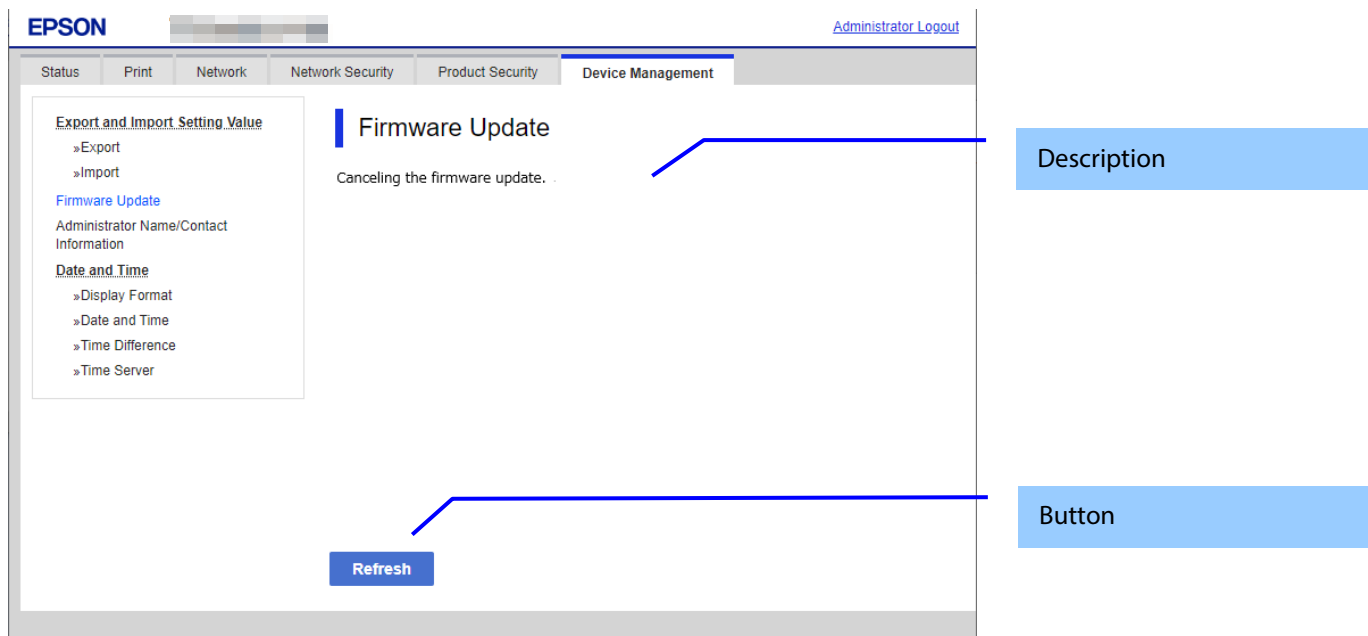 EPSON
Administrator Logout
Status Print Network Network Security Product Security Device Management
Export and Import Setting Value
»Export
»Import
Firmware Update
Administrator Name/Contact
Information
Date and Time
»Display Format
»Date and Time
»Time Difference
»Time Server
Firmware Update
Canceling the firmware update.
Refresh
Description
Button